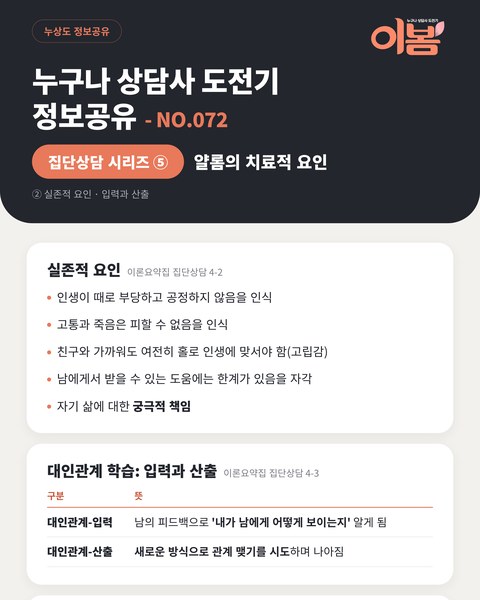 누상도 정보공유
누구나 상담사 도전기
이봄
누구나 상담사 도전기
정보공유 - NO.072
집단상담 시리즈 ⑤ 얄롬의 치료적 요인
② 실존적 요인 · 입력과 산출
실존적 요인 이론요약집 집단상담 4-2
• 인생이 때로 부당하고 공정하지 않음을 인식
• 고통과 죽음은 피할 수 없음을 인식
• 친구와 가까워도 여전히 홀로 인생에 맞서야 함(고립감)
• 남에게서 받을 수 있는 도움에는 한계가 있음을 자각
• 자기 삶에 대한 궁극적 책임
대인관계 학습: 입력과 산출 이론요약집 집단상담 4-3
구분 뜻
대인관계-입력 남의 피드백으로 '내가 남에게 어떻게 보이는지' 알게 됨
대인관계-산출 새로운 방식으로 관계 맺기를 시도하며 나아짐